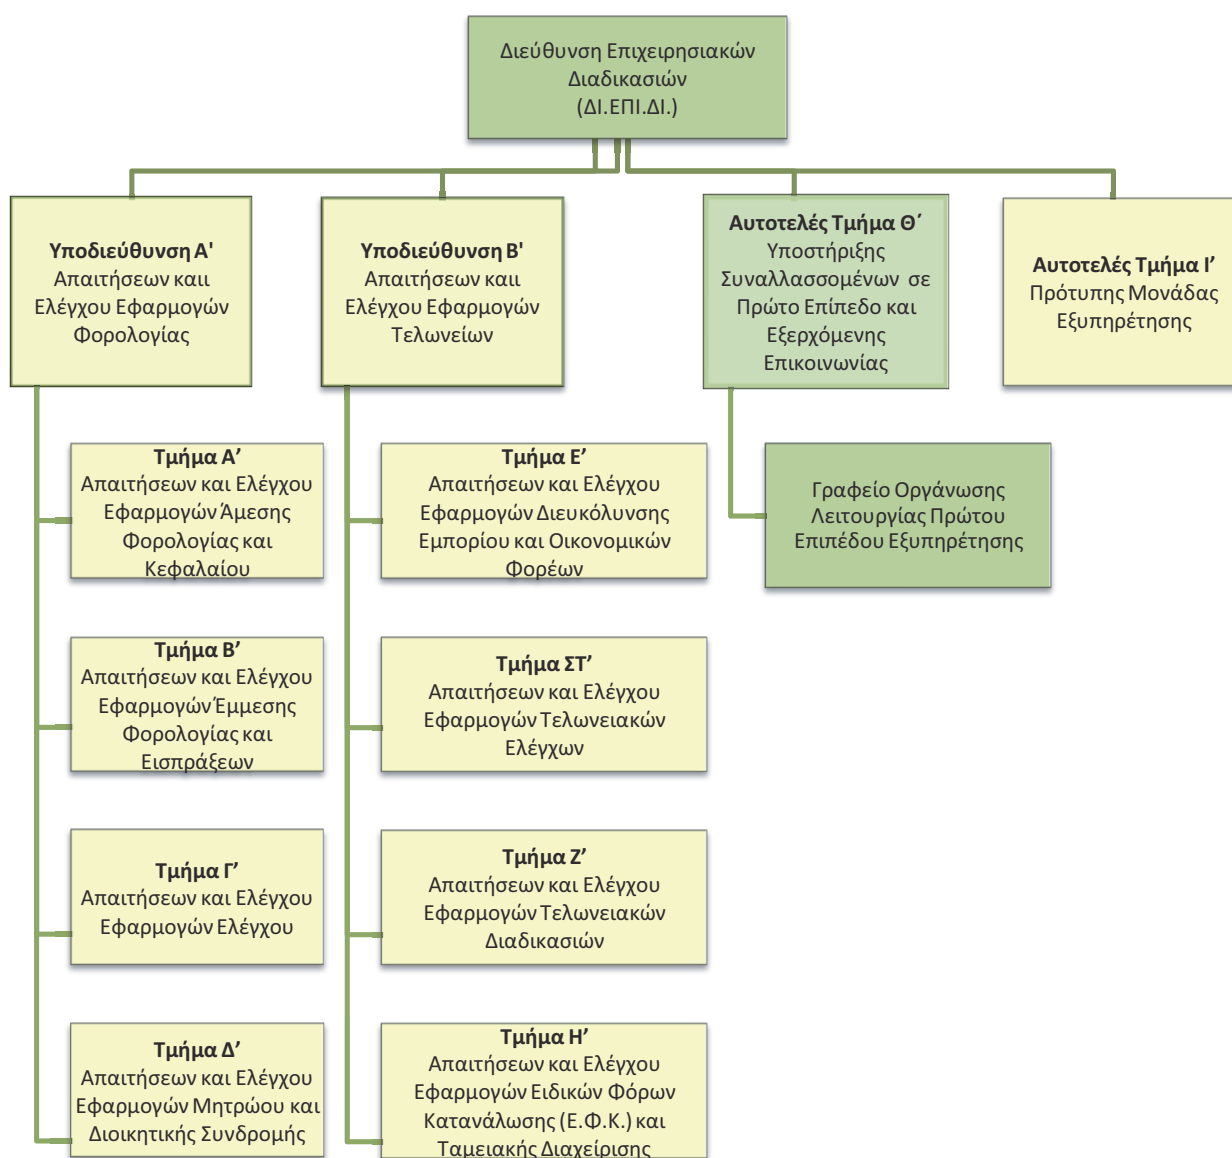 Διεύθυνση Επιχειρησιακών
Διαδικασιών
(ΔΙ.ΕΠΙ.ΔΙ.)
Υποδιεύθυνση Α'
Απαιτήσεων καιι
Ελέγχου Εφαρμογών
Φορολογίας
Υποδιεύθυνση Β'
Απαιτήσεων καιι
Ελέγχου Εφαρμογών
Τελωνείων
Αυτοτελές Τμήμα Θ΄
Υποστήριξης
Συναλλασσομένων σε
Πρώτο Επίπεδο και
Εξερχόμενης
Επικοινωνίας
Αυτοτελές Τμήμα Ι’
Πρότυπης Μονάδας
Εξυπηρέτησης
Τμήμα Α’
Απαιτήσεων και Ελέγχου
Εφαρμογών Άμεσης
Φορολογίας και
Κεφαλαίου
Τμήμα Ε’
Απαιτήσεων και Ελέγχου
Εφαρμογών Διευκόλυνσης
Εμπορίου και Οικονομικών
Φορέων
Γραφείο Οργάνωσης
Λειτουργίας Πρώτου
Επιπέδου Εξυπηρέτησης
Τμήμα Β’
Απαιτήσεων και Ελέγχου
Εφαρμογών Έμμεσης
Φορολογίας και
Εισπράξεων
Τμήμα ΣΤ’
Απαιτήσεων και Ελέγχου
Εφαρμογών Τελωνειακών
Ελέγχων
Τμήμα Γ’
Απαιτήσεων και Ελέγχου
Εφαρμογών Ελέγχου
Τμήμα Ζ’
Απαιτήσεων και Ελέγχου
Εφαρμογών Τελωνειακών
Διαδικασιών
Τμήμα Δ’
Απαιτήσεων και Ελέγχου
Εφαρμογών Μητρώου και
Διοικητικής Συνδρομής
Τμήμα Η’
Απαιτήσεων και Ελέγχου
Εφαρμογών Ειδικών Φόρων
Κατανάλωσης (Ε.Φ.Κ.) και
Ταμειακής Διαχείρισης